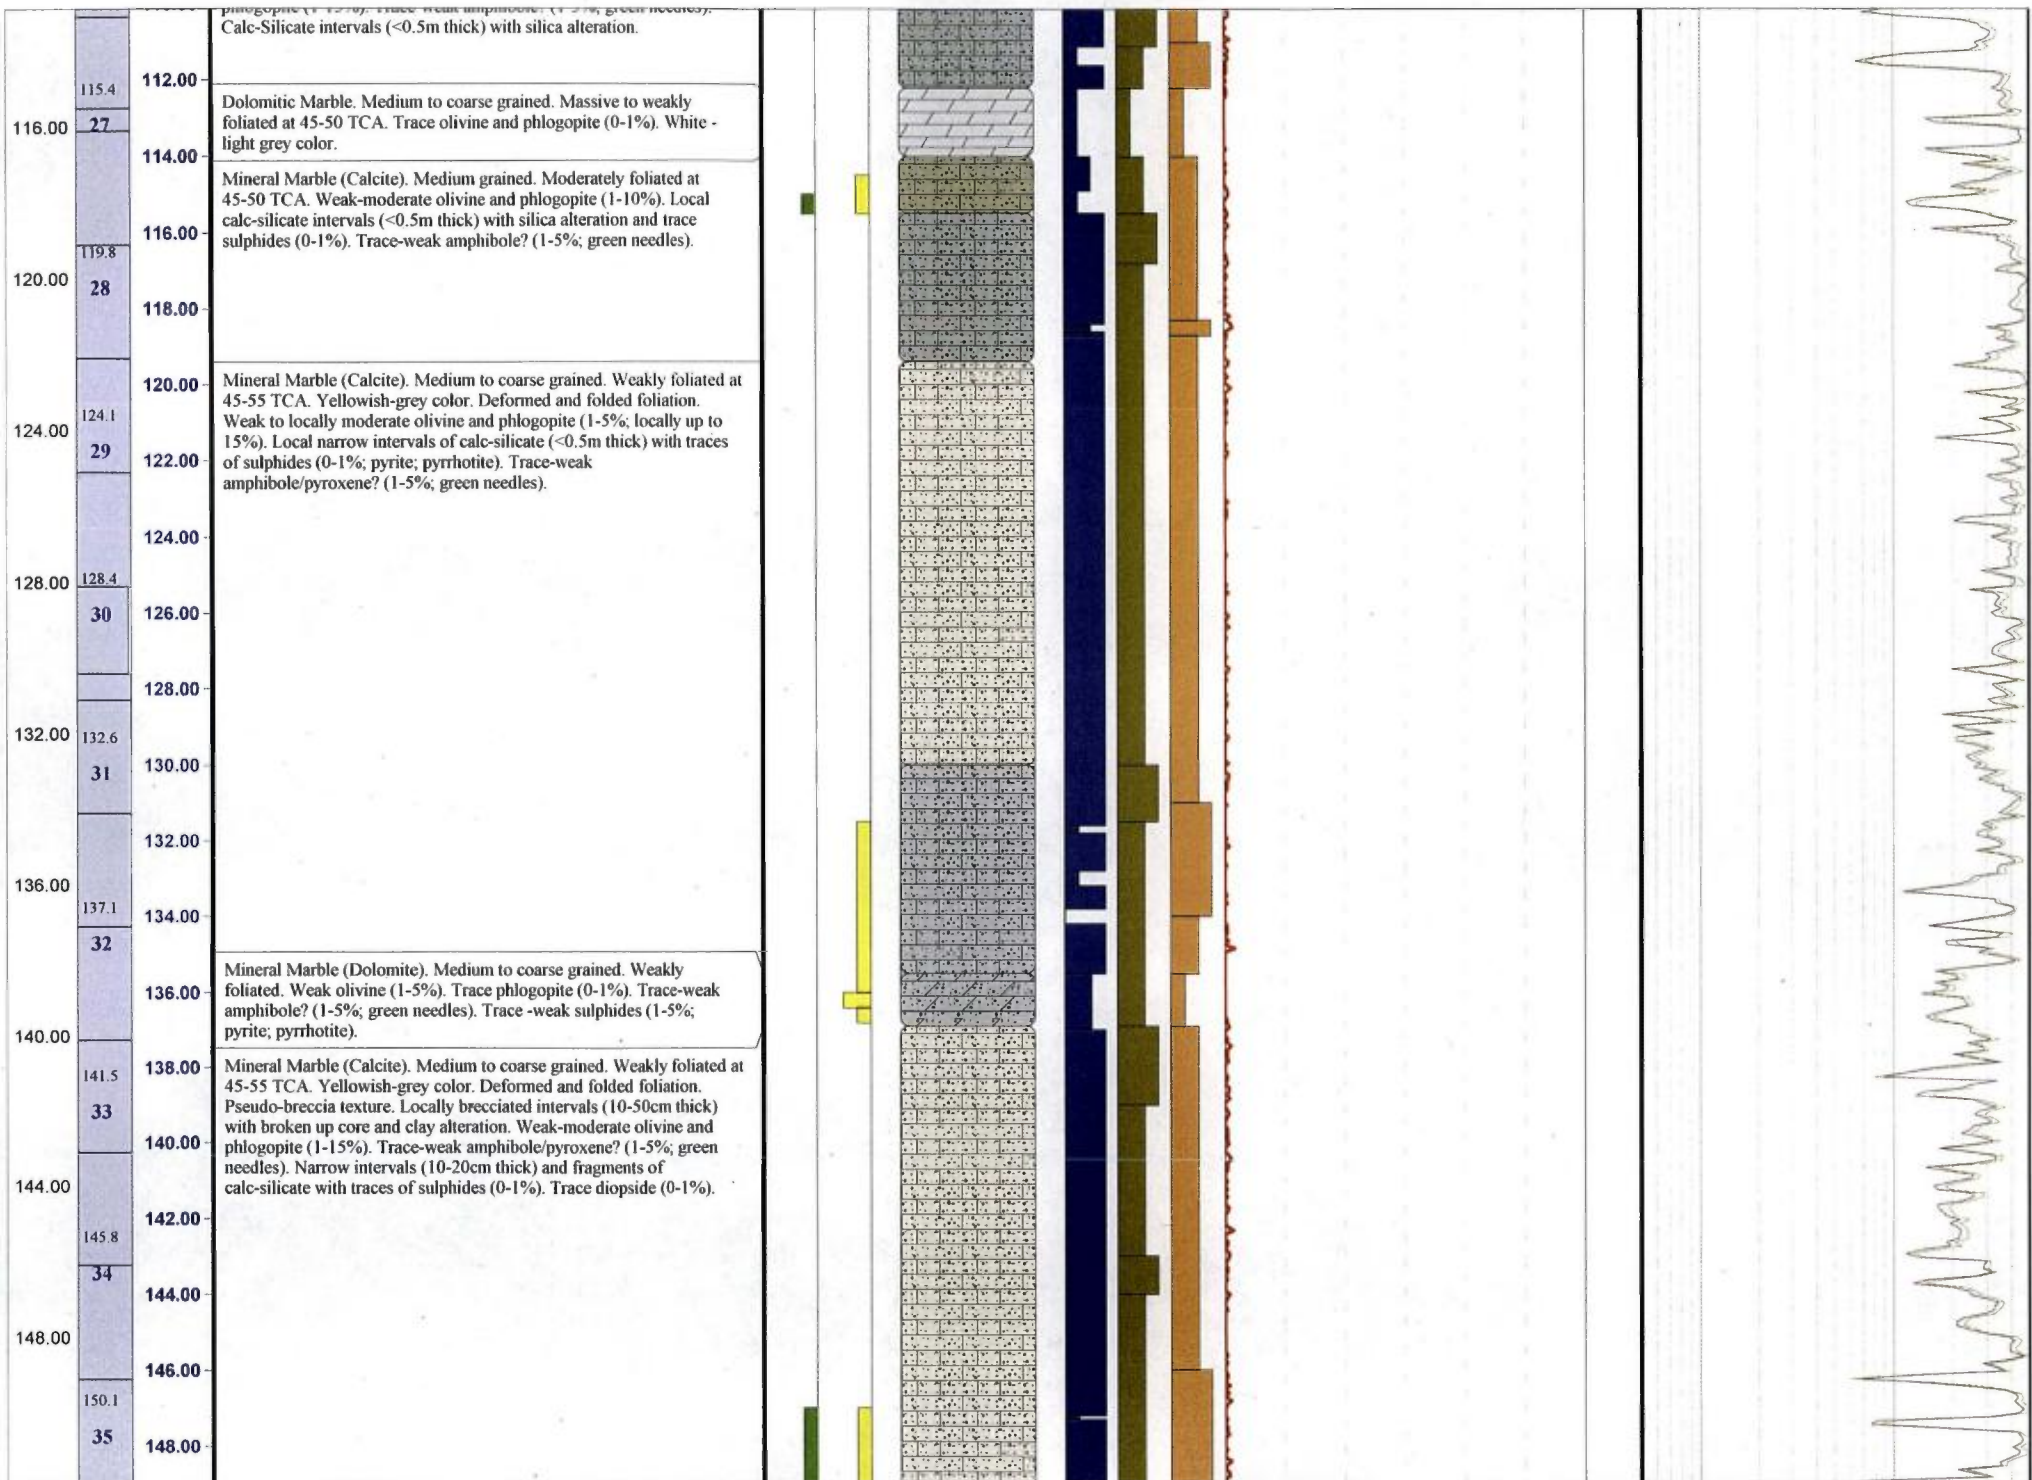 Calc-Silicate intervals (<0.5m thick) with silica alteration.
112.00
115.4
Dolomitic Marble. Medium to coarse grained. Massive to weakly
foliated at 45-50 TCA. Trace olivine and phlogopite (0-1%). White -
light grey color.
116.00
27
114.00
Mineral Marble (Calcite). Medium grained. Moderately foliated at
45-50 TCA. Weak-moderate olivine and phlogopite (1-10%). Local
calc-silicate intervals (<0.5m thick) with silica alteration and trace
sulphides (0-1%). Trace-weak amphibole? (1-5%; green needles).
116.00
119.8
120.00
28
118.00
120.00
Mineral Marble (Calcite). Medium to coarse grained. Weakly foliated at
45-55 TCA. Yellowish-grey color. Deformed and folded foliation.
Weak to locally moderate olivine and phlogopite (1-5%; locally up to
15%). Local narrow intervals of calc-silicate (<0.5m thick) with traces
of sulphides (0-1%; pyrite; pyrrhotite). Trace-weak
amphibole/pyroxene? (1-5%; green needles).
124.1
124.00
29
122.00
124.00
128.00
128.4
30
126.00
128.00
132.00
132.6
31
130.00
132.00
136.00
137.1
134.00
32
Mineral Marble (Dolomite). Medium to coarse grained. Weakly
foliated. Weak olivine (1-5%). Trace phlogopite (0-1%). Trace-weak
amphibole? (1-5%; green needles). Trace -weak sulphides (1-5%;
pyrite; pyrrhotite).
136.00
140.00
138.00
Mineral Marble (Calcite). Medium to coarse grained. Weakly foliated at
45-55 TCA. Yellowish-grey color. Deformed and folded foliation.
Pseudo-breccia texture. Locally brecciated intervals (10-50cm thick)
with broken up core and clay alteration. Weak-moderate olivine and
phlogopite (1-15%). Trace-weak amphibole/pyroxene? (1-5%; green
needles). Narrow intervals (10-20cm thick) and fragments of
calc-silicate with traces of sulphides (0-1%). Trace diopside (0-1%).
141.5
33
140.00
144.00
142.00
145.8
34
144.00
148.00
146.00
150.1
35
148.00